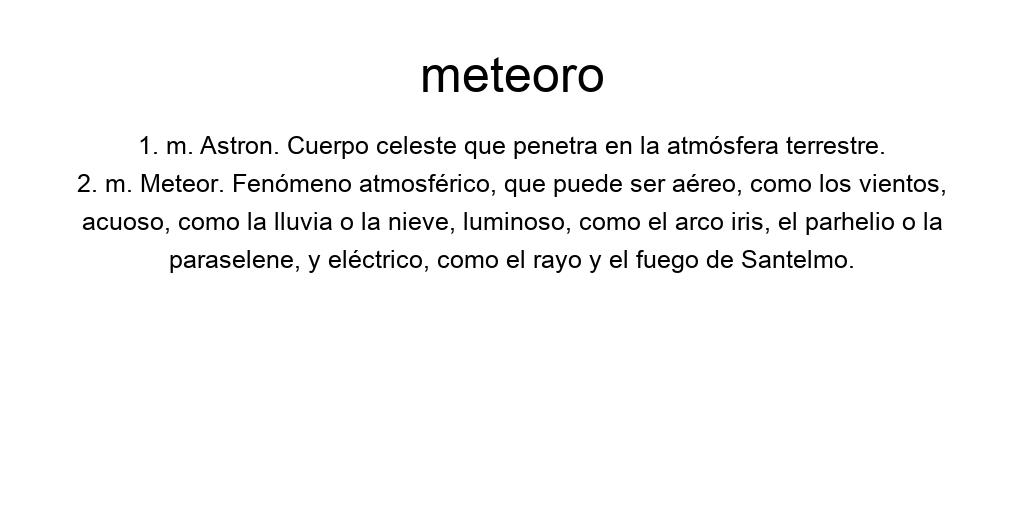 meteoro
1. m. Astron. Cuerpo celeste que penetra en la atmósfera terrestre.
2. m. Meteor. Fenómeno atmosférico, que puede ser aéreo, como los vientos,
acuoso, como la lluvia o la nieve, luminoso, como el arco iris, el parhelio o la
paraselene, y eléctrico, como el rayo y el fuego de Santelmo.